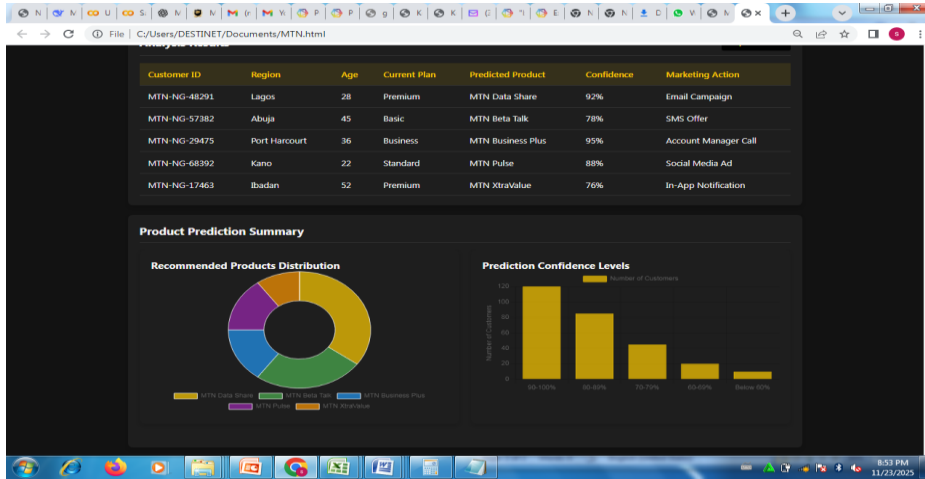 File C:/Users/DESTINET/Documents/MTN.html
Analysis Results
Customer ID Region Age Current Plan Predicted Product Confidence Marketing Action
MTN-NG-48291 Lagos 28 Premium MTN Data Share 92% Email Campaign
MTN-NG-57382 Abuja 45 Basic MTN Beta Talk 78% SMS Offer
MTN-NG-29475 Port Harcourt 36 Business MTN Business Plus 95% Account Manager Call
MTN-NG-68392 Kano 22 Standard MTN Pulse 88% Social Media Ad
MTN-NG-17463 Ibadan 52 Premium MTN XtraValue 76% In-App Notification
Product Prediction Summary
Recommended Products Distribution
MTN Data Share MTN Beta Talk MTN Business Plus
MTN Pulse MTN XtraValue
Prediction Confidence Levels
Number of Customers
120
100
80
60
40
20
0
Number of Customers
90-100% 80-89% 70-79% 60-69% Below 60%
8:53 PM
11/23/2025